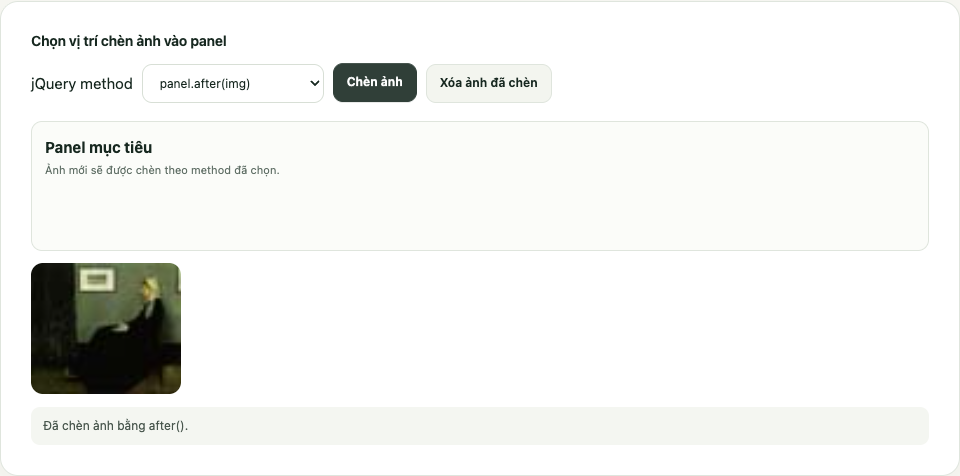 Chọn vị trí chèn ảnh vào panel
jQuery method panel.after(img) Chèn ảnh Xóa ảnh đã chèn
Panel mục tiêu
Ảnh mới sẽ được chèn theo method đã chọn.
Đã chèn ảnh bằng after().